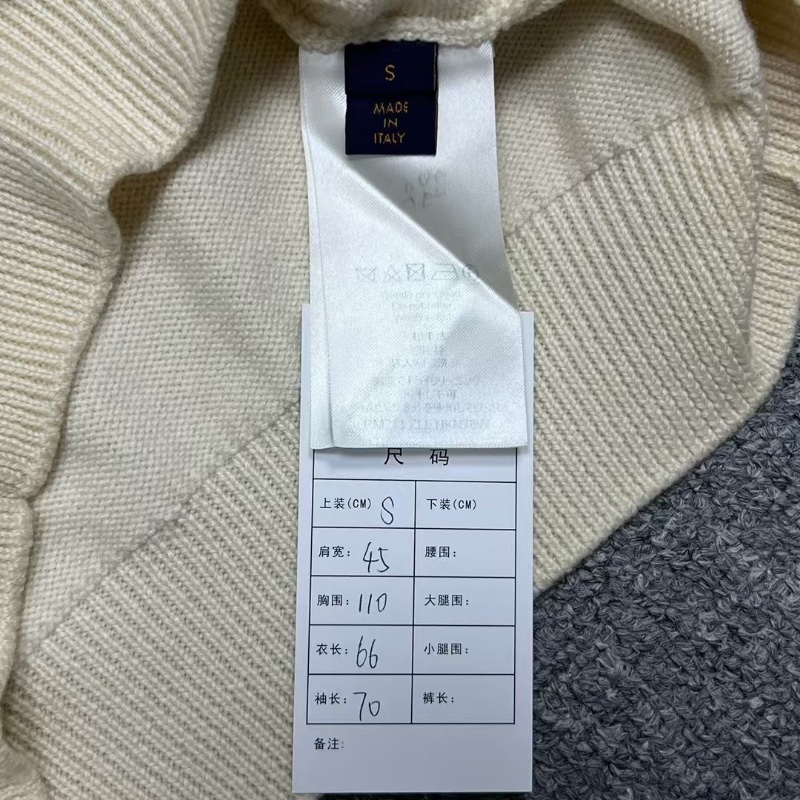 S
MADE
IN
ITALY
尺 码
上装(CM) S 下装(CM)
肩宽: 45 腰围:
胸围: 110 大腿围:
衣长: 66 小腿围:
袖长: 70 裤长:
备注: